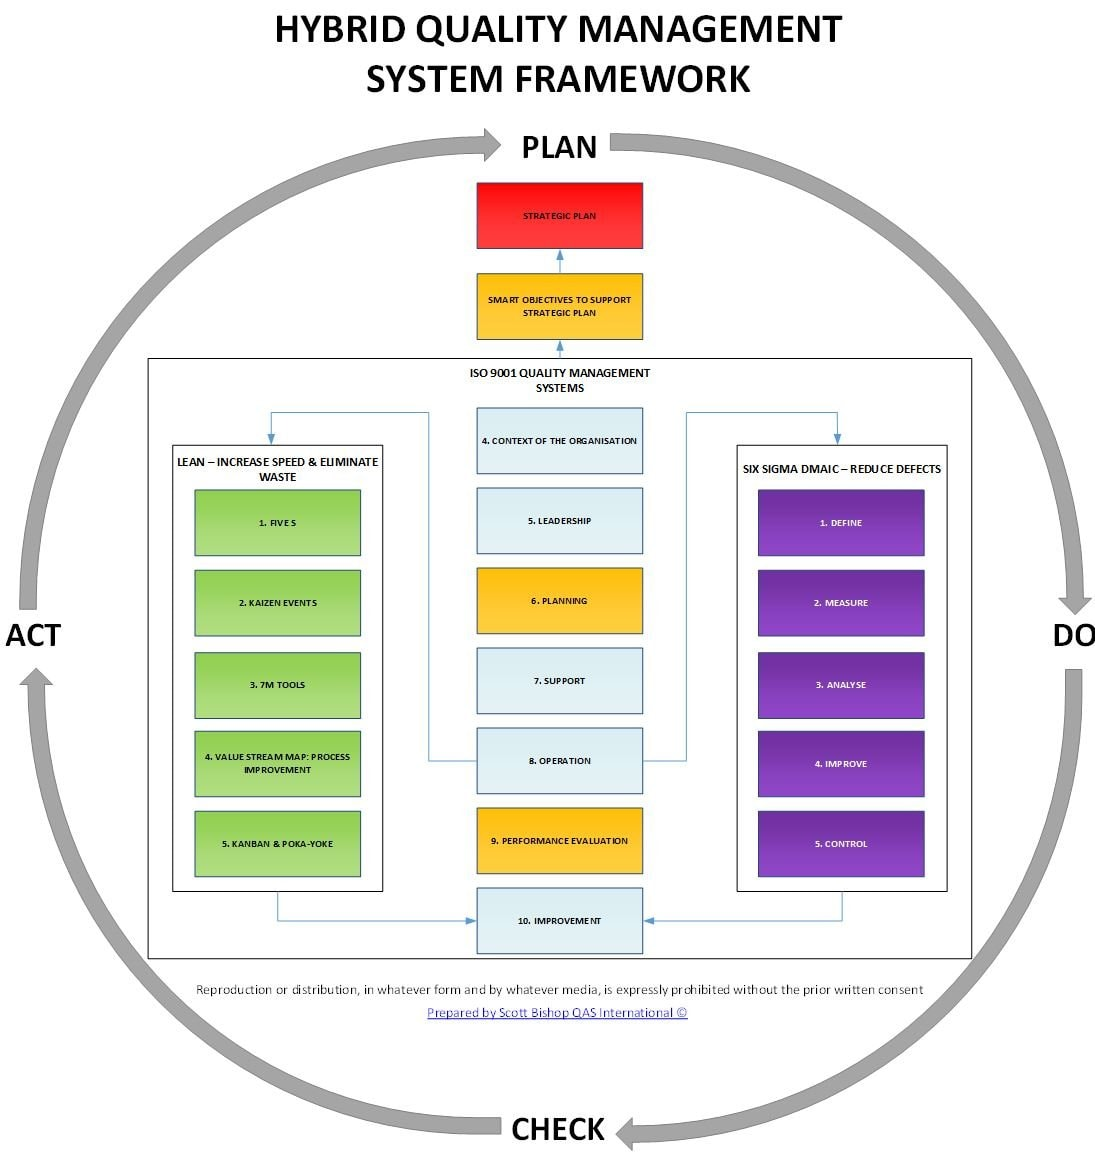 HYBRID QUALITY MANAGEMENT
SYSTEM FRAMEWORK
PLAN
STRATEGIC PLAN
SMART OBJECTIVES TO SUPPORT
STRATEGIC PLAN
ISO 9001 QUALITY MANAGEMENT
SYSTEMS
4. CONTEXT OF THE ORGANISATION
5. LEADERSHIP
6. PLANNING
7. SUPPORT
8. OPERATION
9. PERFORMANCE EVALUATION
10. IMPROVEMENT
LEAN – INCREASE SPEED & ELIMINATE
WASTE
1. FIVE S
2. KAIZEN EVENTS
3. 7M TOOLS
4. VALUE STREAM MAP: PROCESS
IMPROVEMENT
5. KANBAN & POKA-YOKE
SIX SIGMA DMAIC – REDUCE DEFECTS
1. DEFINE
2. MEASURE
3. ANALYSE
4. IMPROVE
5. CONTROL
ACT
DO
Reproduction or distribution, in whatever form and by whatever media, is expressly prohibited without the prior written consent
Prepared by Scott Bishop QAS International ©
CHECK